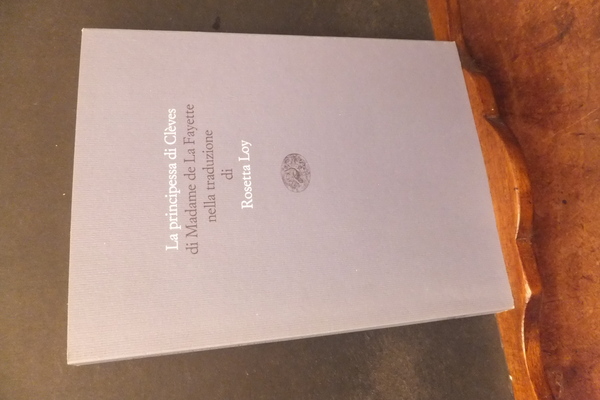 La principessa di Clèves
di Madame de La Fayette
nella traduzione
di
Rosetta Loy